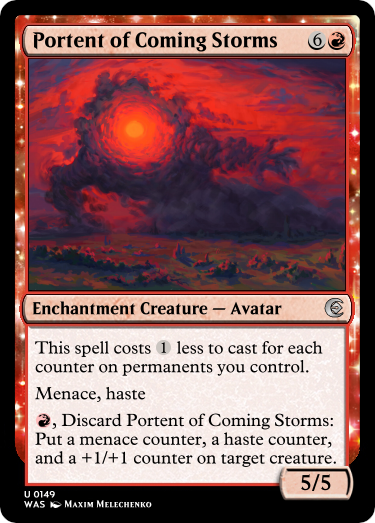 Portent of Coming Storms 6
Enchantment Creature — Avatar
This spell costs 1 less to cast for each
counter on permanents you control.
Menace, haste
, Discard Portent of Coming Storms:
Put a menace counter, a haste counter,
and a +1/+1 counter on target creature.
5/5
U 0149
WAS Maxim Melechenko